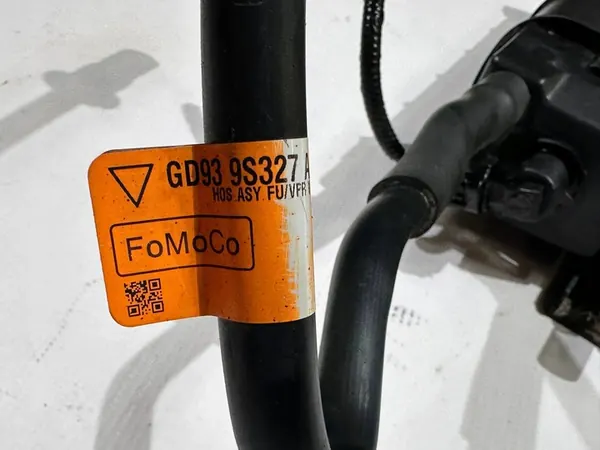 GD93 9S327 A
HOS ASY FU/VPR
FoMoCo